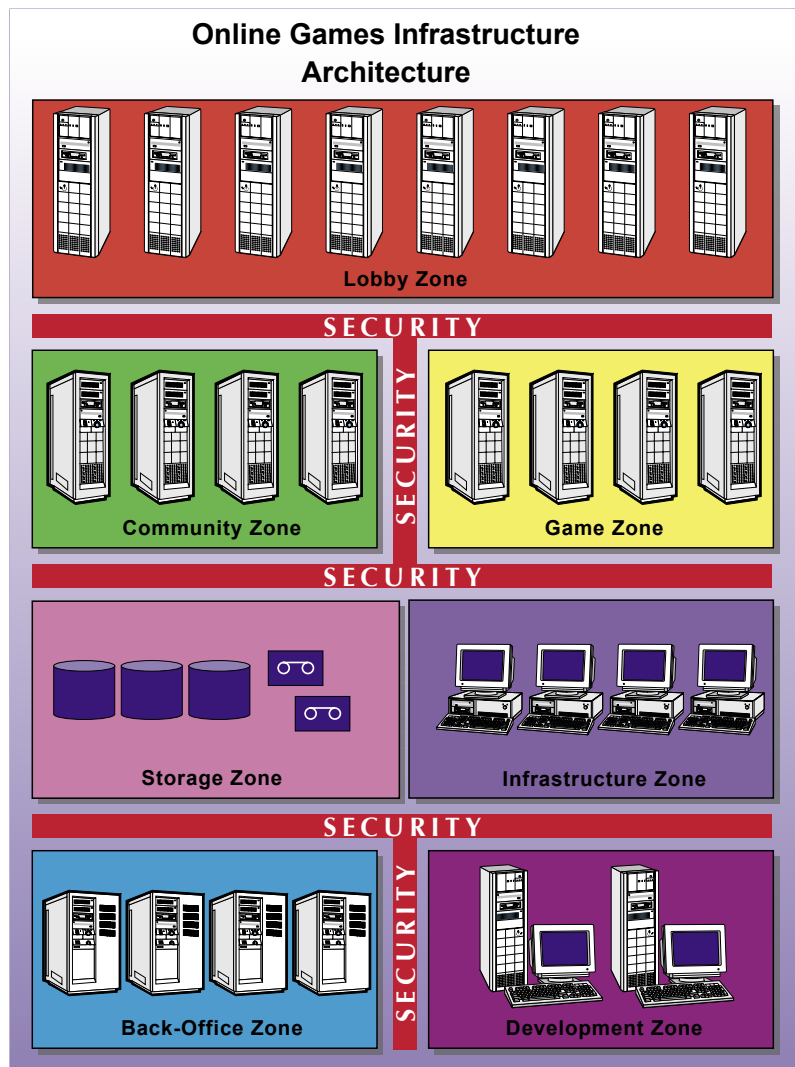 Online Games Infrastructure
Architecture
Lobby Zone
SECURITY
SECURITY
Community Zone
Game Zone
SECURITY
Storage Zone
Infrastructure Zone
SECURITY
SECURITY
Back-Office Zone
Development Zone